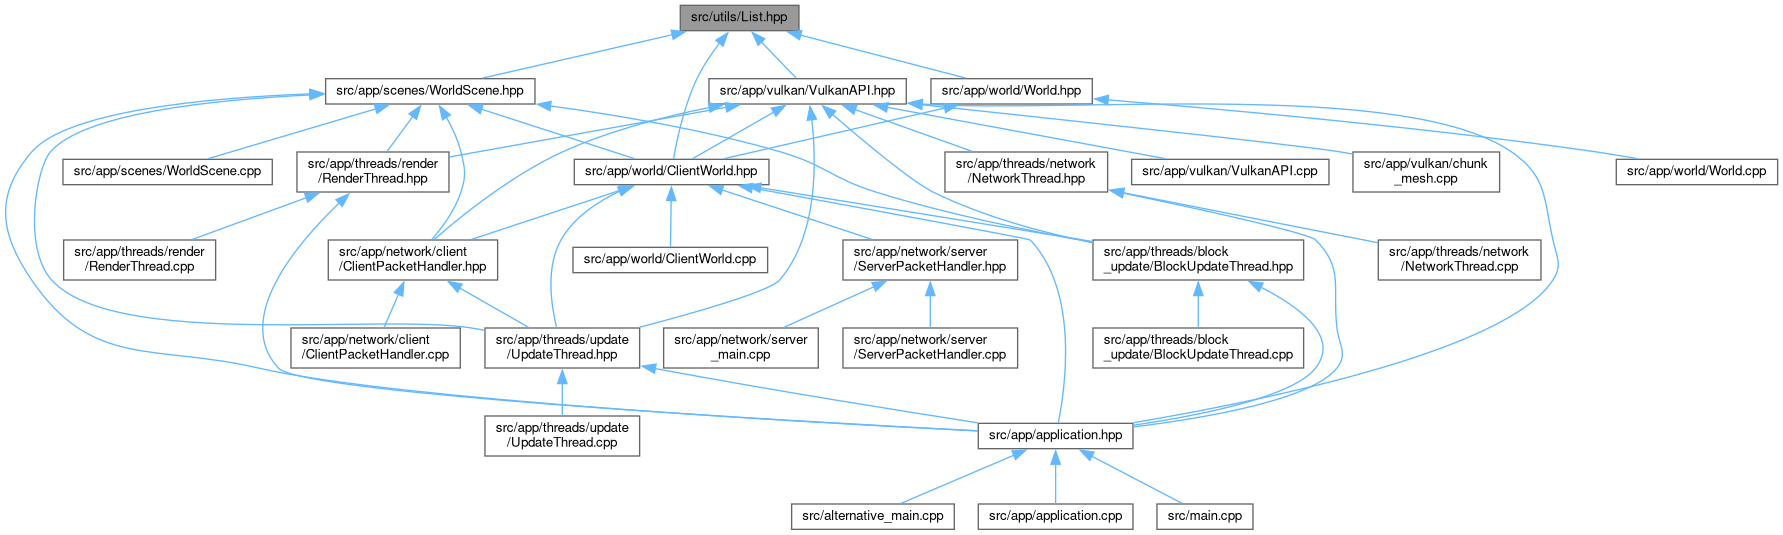 src/utils/List.hpp
src/app/scenes/WorldScene.hpp
src/app/vulkan/VulkanAPI.hpp
src/app/world/World.hpp
src/app/scenes/WorldScene.cpp
src/app/threads/render
/RenderThread.hpp
src/app/world/ClientWorld.hpp
src/app/threads/network
/NetworkThread.hpp
src/app/vulkan/VulkanAPI.cpp
src/app/vulkan/chunk
_mesh.cpp
src/app/world/World.cpp
src/app/threads/render
/RenderThread.cpp
src/app/network/client
/ClientPacketHandler.hpp
src/app/world/ClientWorld.cpp
src/app/network/server
/ServerPacketHandler.hpp
src/app/threads/block
_update/BlockUpdateThread.hpp
src/app/threads/network
/NetworkThread.cpp
src/app/network/client
/ClientPacketHandler.cpp
src/app/threads/update
/UpdateThread.hpp
src/app/network/server
_main.cpp
src/app/network/server
/ServerPacketHandler.cpp
src/app/threads/block
_update/BlockUpdateThread.cpp
src/app/threads/update
/UpdateThread.cpp
src/app/application.hpp
src/alternative_main.cpp
src/app/application.cpp
src/main.cpp